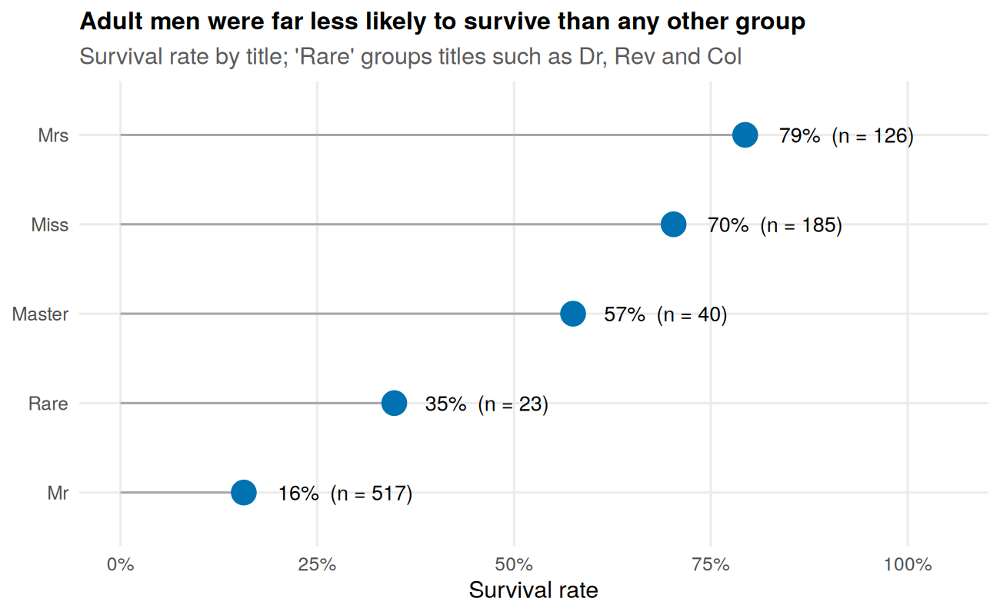 Adult men were far less likely to survive than any other group
Survival rate by title; 'Rare' groups titles such as Dr, Rev and Col
Mrs 79% (n = 126)
Miss 70% (n = 185)
Master 57% (n = 40)
Rare 35% (n = 23)
Mr 16% (n = 517)
0% 25% 50% 75% 100%
Survival rate